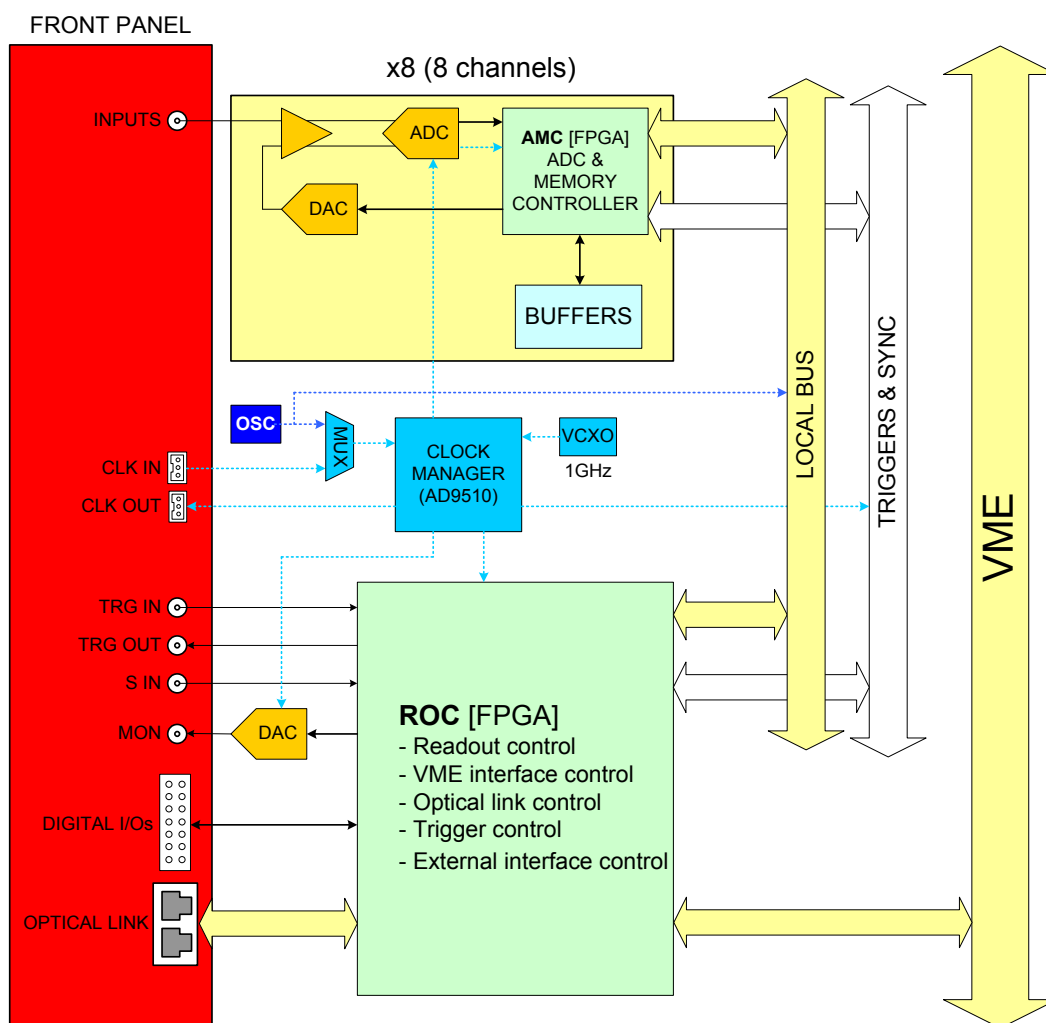 FRONT PANEL
x8 (8 channels)
INPUTS
ADC
AMC [FPGA]
ADC &
MEMORY
CONTROLLER
DAC
BUFFERS
LOCAL BUS
TRIGGERS & SYNC
VME
OSC
MUX
CLOCK
MANAGER
(AD9510)
VCXO
1GHz
CLK IN
CLK OUT
TRG IN
TRG OUT
S IN
MON
DAC
ROC [FPGA]
- Readout control
- VME interface control
- Optical link control
- Trigger control
- External interface control
DIGITAL I/Os
OPTICAL LINK